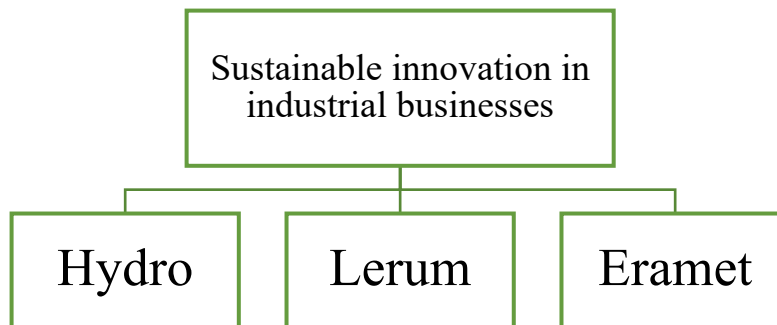 Sustainable innovation in
industrial businesses
Hydro
Lerum
Eramet